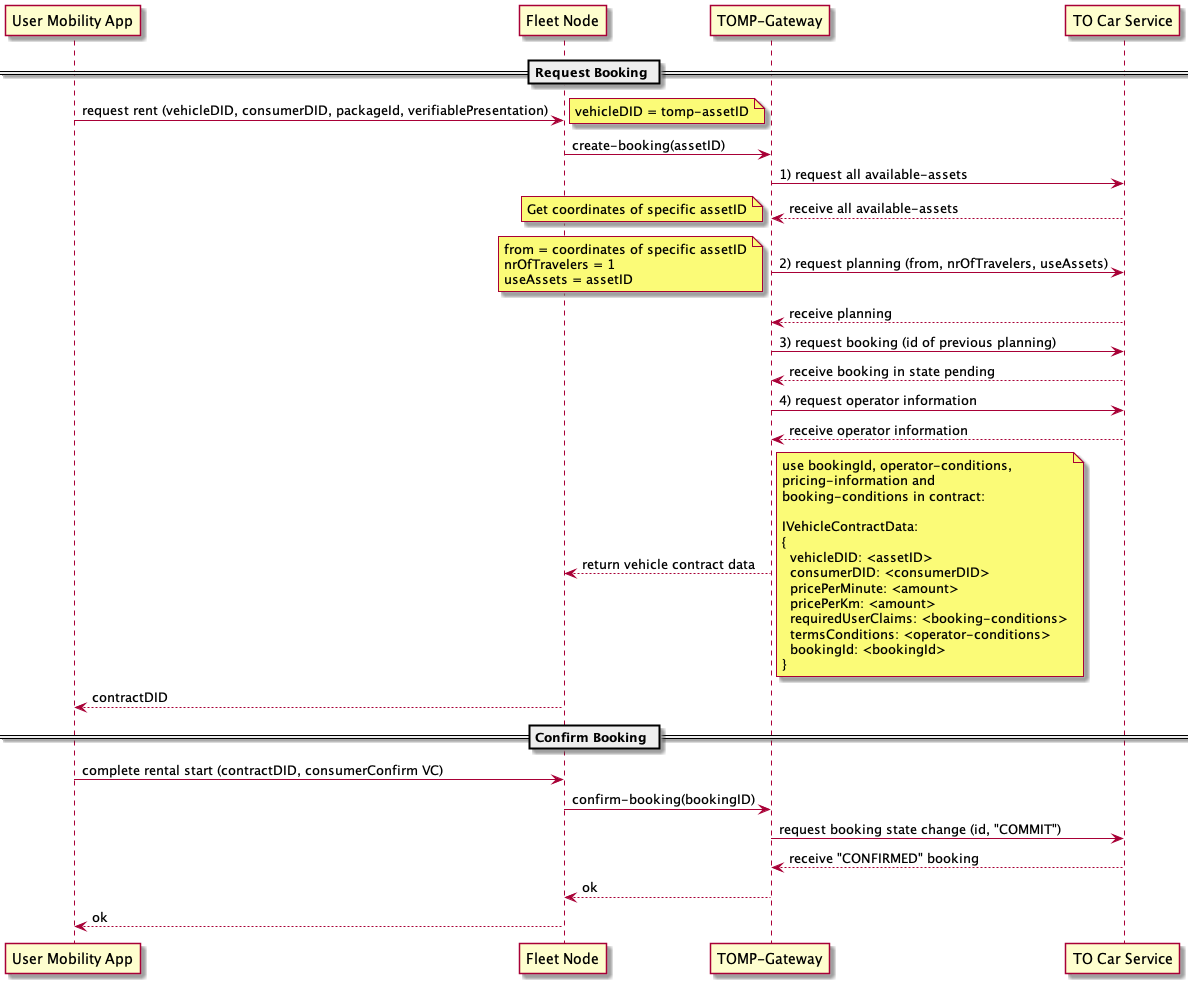 User Mobility App
Fleet Node
TOMP-Gateway
TO Car Service
Request Booking
request rent (vehicleDID, consumerDID, packageId, verifiablePresentation)
vehicleDID = tomp-assetID
create-booking(assetID)
1) request all available-assets
Get coordinates of specific assetID
receive all available-assets
from = coordinates of specific assetID
nrOfTravelers = 1
useAssets = assetID
2) request planning (from, nrOfTravelers, useAssets)
receive planning
3) request booking (id of previous planning)
receive booking in state pending
4) request operator information
receive operator information
use bookingId, operator-conditions,
pricing-information and
booking-conditions in contract:
IVehicleContractData:
{
vehicleDID: <assetID>
consumerDID: <consumerDID>
pricePerMinute: <amount>
pricePerKm: <amount>
requiredUserClaims: <booking-conditions>
termsConditions: <operator-conditions>
bookingId: <bookingId>
}
return vehicle contract data
contractDID
Confirm Booking
complete rental start (contractDID, consumerConfirm VC)
confirm-booking(bookingID)
request booking state change (id, "COMMIT")
receive "CONFIRMED" booking
ok
ok
User Mobility App
Fleet Node
TOMP-Gateway
TO Car Service